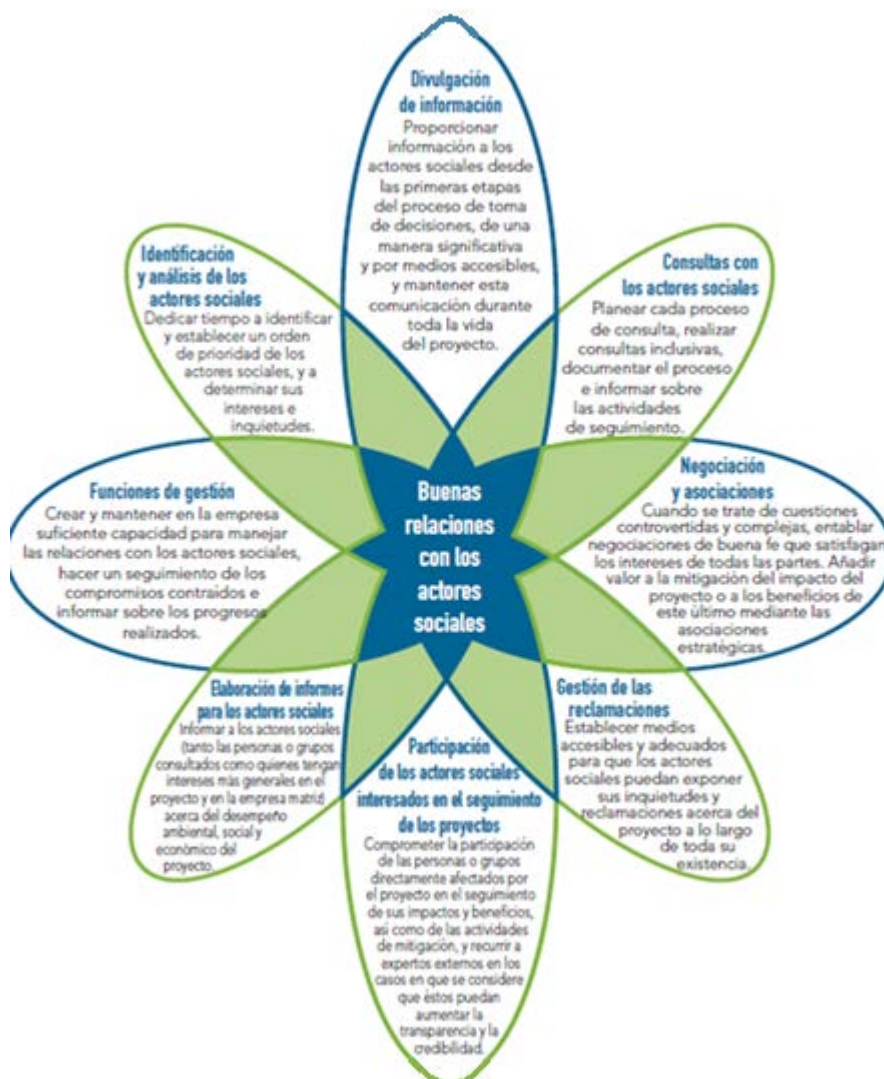 Divulgación
de información
Proporcionar
información a los
actores sociales desde
las primeras etapas
del proceso de toma
de decisiones, de una
manera significativa
y por medios accesibles,
y mantener esta
comunicación durante
toda la vida
del proyecto.
Identificación
y análisis de los
actores sociales
Dedicar tiempo a identificar
y establecer un orden
de prioridad de los
actores sociales, y a
determinar sus
intereses e
inquietudes.
Consultas con
los actores sociales
Planear cada proceso
de consulta, realizar
consultas inclusivas,
documentar el proceso
e informar sobre
las actividades
de seguimiento.
Funciones de gestión
Crear y mantener en la empresa
suficiente capacidad para manejar
las relaciones con los actores sociales,
hacer un seguimiento de los
compromisos contraidos e
informar sobre los progresos
realizados.
Buenas
relaciones
con los
actores
sociales
Negociación
y asociaciones
Cuando se trate de cuestiones
controvertidas y complejas, entablar
negociaciones de buena fe que satisfagan
los intereses de todas las partes. Añadir
valor a la mitigación del impacto del
proyecto o a los beneficios de
este último mediante las
asociaciones
estratégicas.
Elaboración de informes
para los actores sociales
Informar a los actores sociales
(tanto las personas o grupos
consultados como quienes tengan
intereses más generales en el
proyecto y en la empresa matriz)
acerca del desempeño
ambiental, social y
económico del
proyecto.
Participación
de los actores sociales
interesados en el seguimiento
de los proyectos
Comprometer la participación
de las personas o grupos
directamente afectados por
el proyecto en el seguimiento
de sus impactos y beneficios,
así como de las actividades
de mitigación, y recurrir a
expertos externos en los
casos en que se considere
que éstos puedan
aumentar la
transparencia y la
credibilidad.
Gestión de las
reclamaciones
Establecer medios
accesibles y adecuados
para que los actores
sociales puedan exponer
sus inquietudes y
reclamaciones acerca del
proyecto a lo largo
de toda su
existencia.